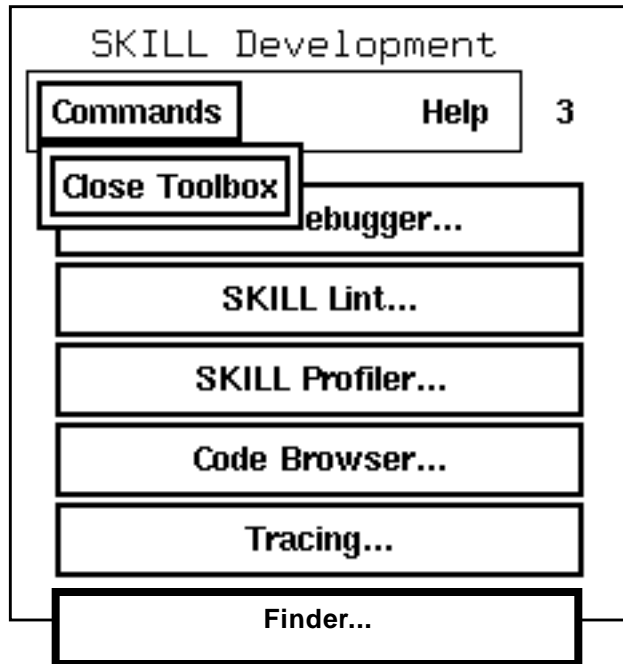 SKILL Development
Commands Help 3
Close Toolbox
ebugger...
SKILL Lint...
SKILL Profiler...
Code Browser...
Tracing...
Finder...